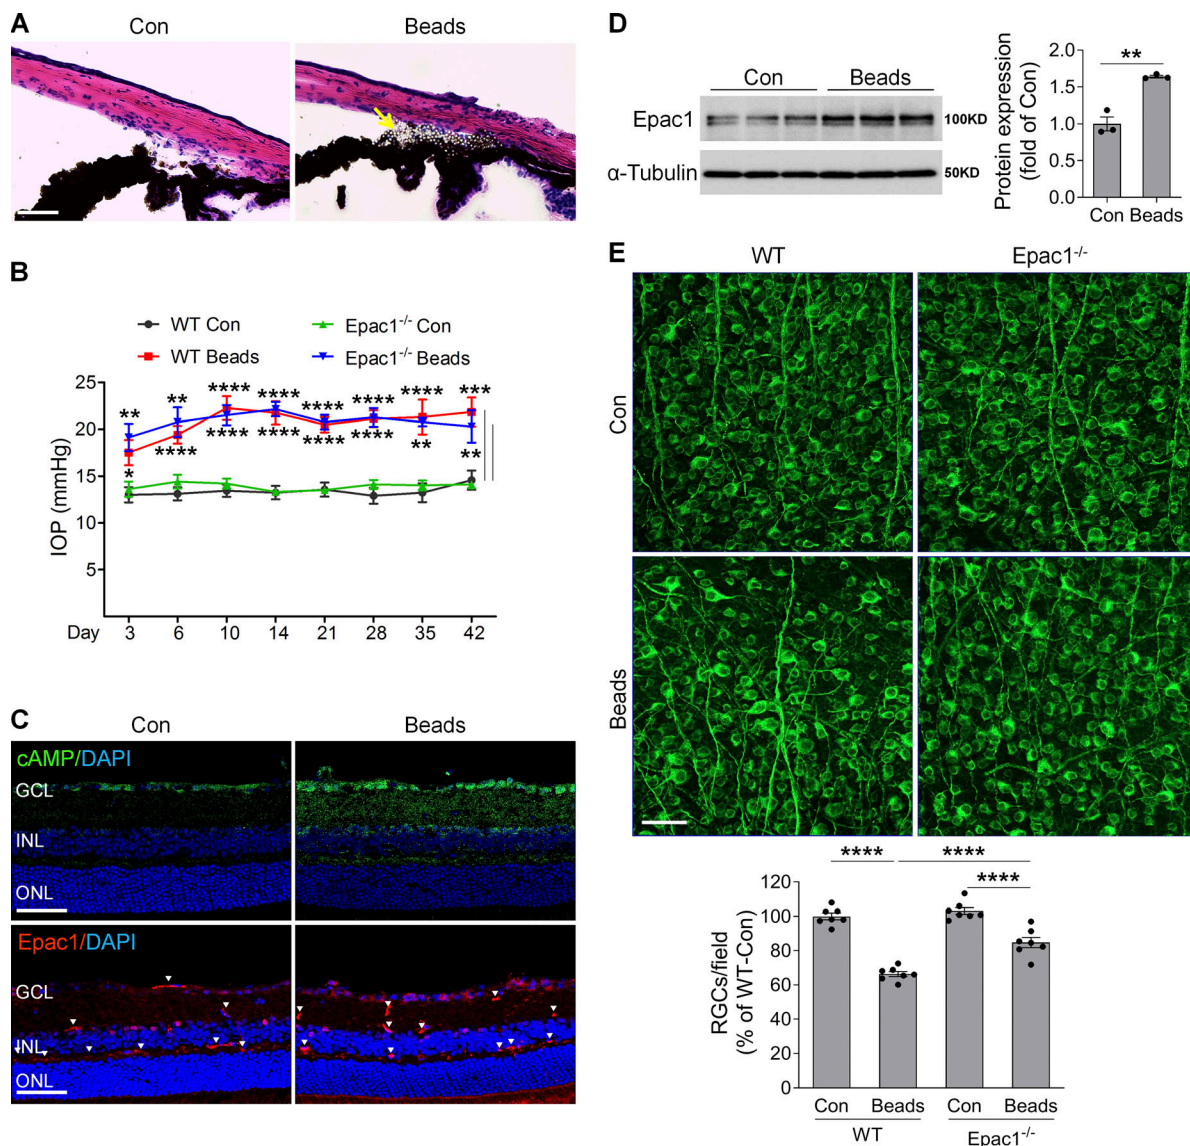 A
Con
Beads
B
WT Con
Epac1-/- Con
WT Beads
Epac1-/- Beads
IOP (mmHg)
25
20
15
10
5
** ** **** **** **** **** **** ***
* **** **** **** **** **** ** **
Day 3 6 10 14 21 28 35 42
C
Con
Beads
cAMP/DAPI
GCL
INL
ONL
Epac1/DAPI
GCL
INL
ONL
D
Con
Beads
Epac1
100KD
α-Tubulin
50KD
Protein expression
(fold of Con)
2.0
1.5
1.0
0.5
0.0
**
Con Beads
E
WT
Epac1-/-
Con
Beads
RGCs/field
(% of WT-Con)
120
100
80
60
40
20
0
**** ****
****
Con Beads Con Beads
WT Epac1-/-